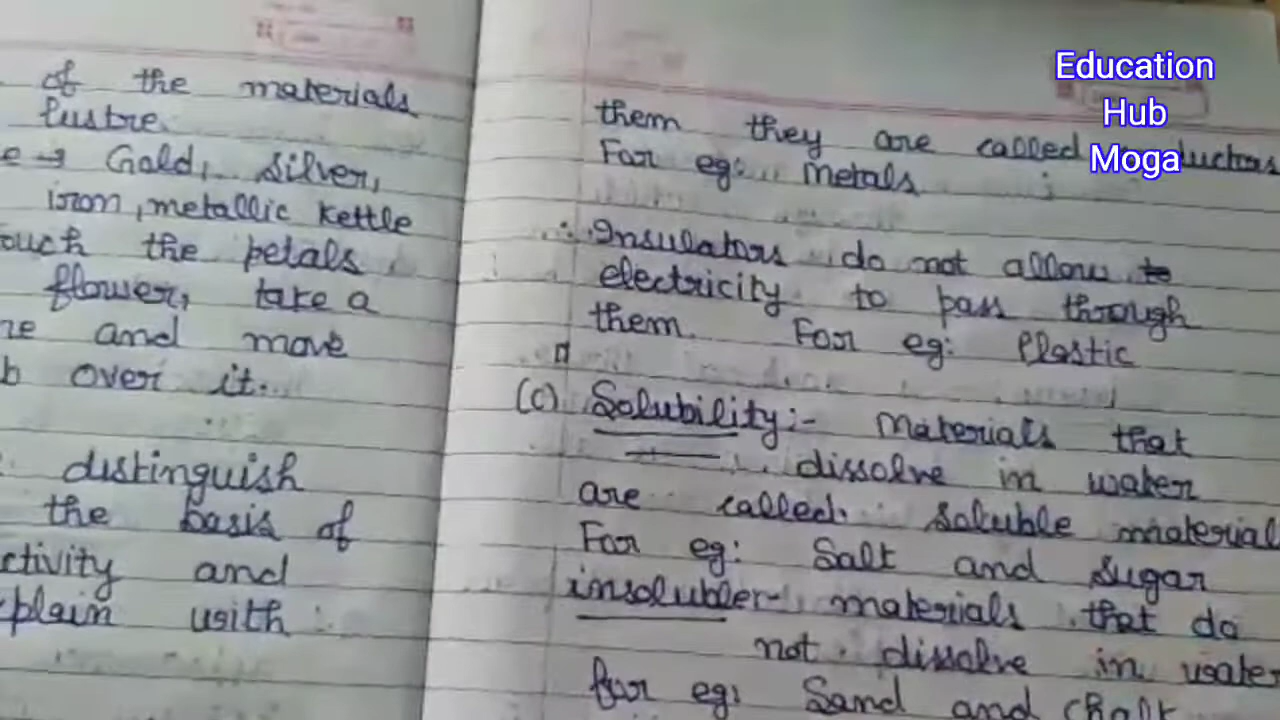 of the materials
lustre
Gold, silver,
iron, metallic kettle
the petals
flower, take a
and move
over it.
distinguish
the basis of
and
with
them they are called
For eg: Metals
Insulators do not allow to
electricity to pass through
them. For eg: Plastic
(c) Solubility:- Materials that
dissolve in water
are called soluble material
For eg: Salt and Sugar
insoluble:- materials that do
not dissolve in water
for eg: Sand and chalk
Education
Hub
Moga